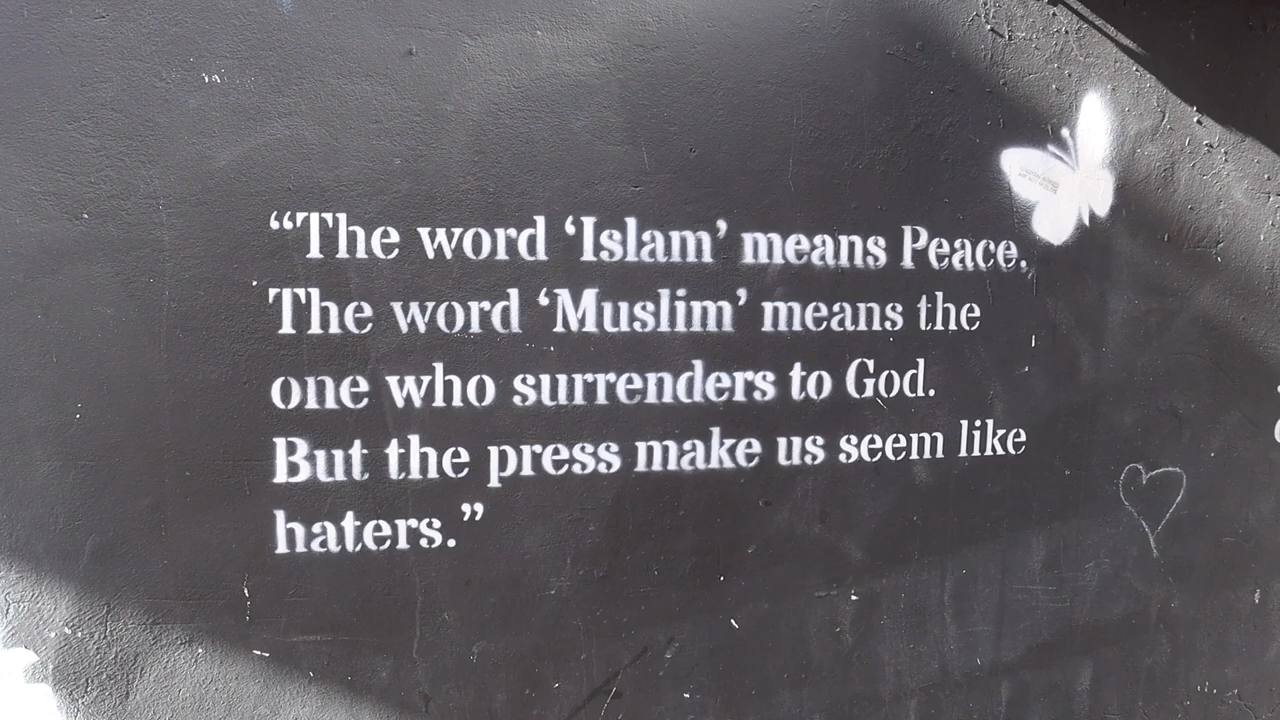 “The word ‘Islam’ means Peace.
The word ‘Muslim’ means the
one who surrenders to God.
But the press make us seem like
haters.”